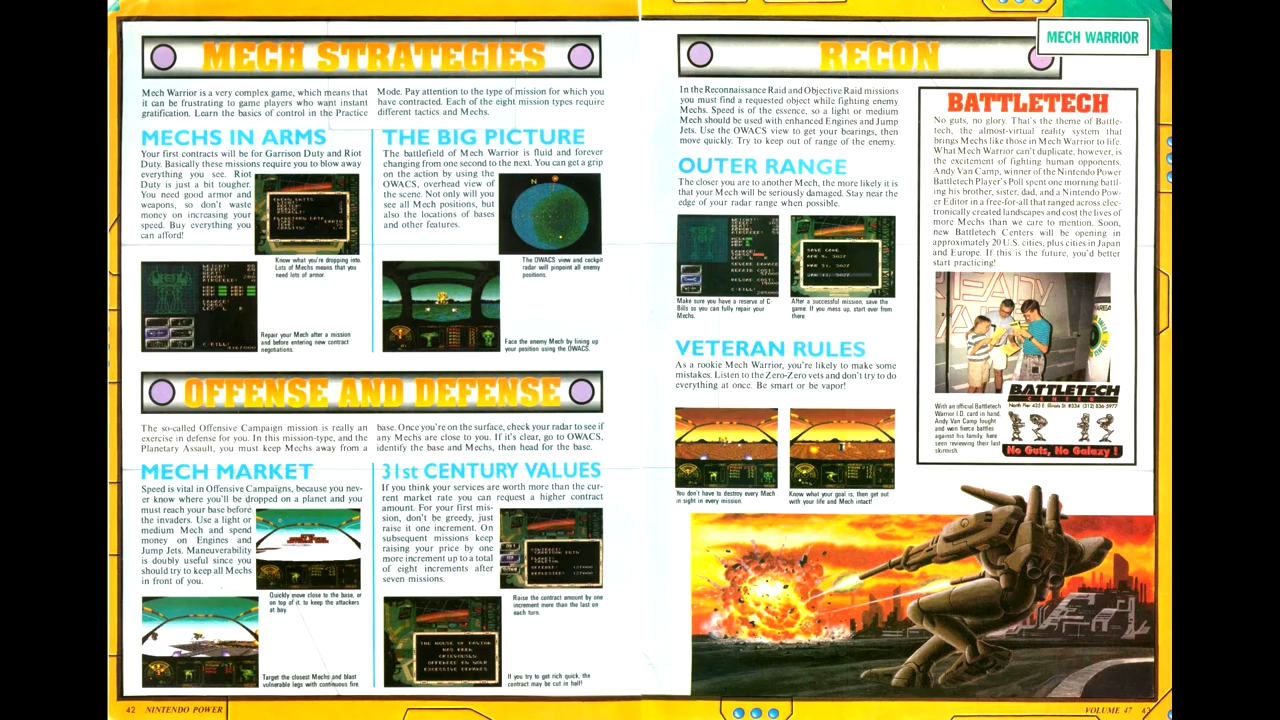 MECH WARRIOR
MECH STRATEGIES
Mech Warrior is a very complex game, which means that
it can be frustrating to game players who want instant
gratification. Learn the basics of control in the Practice
Mode. Pay attention to the type of mission for which you
have contracted. Each of the eight mission types require
different tactics and Mechs.
MECHS IN ARMS
Your first contracts will be for Garrison Duty and Riot
Duty. Basically these missions require you to blow away
everything you see. Riot
Duty is just a bit tougher.
You need good armor and
weapons, so don't waste
money on increasing your
speed. Buy everything you
can afford!
Know what you're dropping into.
Lots of Mechs means that you
need lots of armor.
Repair your Mech after a mission
and before entering new contract
negotiations.
THE BIG PICTURE
The battlefield of Mech Warrior is fluid and forever
changing from one second to the next. You can get a grip
on the action by using the
OWACS, overhead view of
the scene. Not only will you
see all Mech positions, but
also the locations of bases
and other features.
N
The OWACS view and cockpit
radar will pinpoint all enemy
positions.
Face the enemy Mech by lining up
your position using the OWACS.
OFFENSE AND DEFENSE
The so-called Offensive Campaign missions is really an
exercise in defense for you. In this mission-type, and the
Planetary Assault, you must keep Mechs away from a
base. Once you're on the surface, check your radar to see if
any Mechs are close to you. If it's clear, go to OWACS,
identify the base and Mechs, then head for the base.
MECH MARKET
Speed is vital in Offensive Campaigns, because you nev-
er know where you'll be dropped on a planet and you
must reach your base before
the invaders. Use a light or
medium Mech and spend
money on Engines and
Jump Jets. Maneuverability
is doubly useful since you
should try to keep all Mechs
in front of you.
Quickly move close to the base, or
on top of it, to keep the attackers
at bay.
Target the closest Mechs and blast
vulnerable legs with continuous fire.
31st CENTURY VALUES
If you think your services are worth more than the cur-
rent market rate you can request a higher contract
amount. For your first mis-
sion, don't be greedy, just
raise it one increment. On
subsequent missions keep
raising your price by one
more increment up to a total
of eight increments after
seven missions.
Raise the contract amount by one
increment more than the last on
each turn.
THE HOUSE OF DAVION
HAS BEEN
GRIEVOUSLY
OFFENDED BY YOUR
EXCESSIVE DEMANDS
If you try to get rich quick, the
contract may be cut in half!
42 NINTENDO POWER
RECON
In the Reconnaissance Raid and Objective Raid missions
you must find a requested object while fighting enemy
Mechs. Speed is of the essence, so a light or medium
Mech should be used with enhanced Engines and Jump
Jets. Use the OWACS view to get your bearings, then
move quickly. Try to keep out of range of the enemy.
OUTER RANGE
The closer you are to another Mech, the more likely it is
that your Mech will be seriously damaged. Stay near the
edge of your radar range when possible.
SAVE GAME
Make sure you have a reserve of C-
Bills so you can fully repair your
Mechs.
After a successful mission, save the
game. If you mess up, start over from
there.
VETERAN RULES
As a rookie Mech Warrior, you're likely to make some
mistakes. Listen to the Zero-Zero vets and don't try to do
everything at once. Be smart or be vapor!
You don't have to destroy every Mech
in sight in every mission.
Know what your goal is, then get out
with your life and Mech intact!
BATTLETECH
No guts, no glory. That's the theme of Battle-
tech, the almost-virtual reality system that
brings Mechs like those in Mech Warrior to life.
What Mech Warrior can't duplicate, however, is
the excitement of fighting human opponents.
Andy Van Camp, winner of the Nintendo Power
Battletech Player's Poll spent one morning battl-
ing his brother, sister, dad, and a Nintendo Pow-
er Editor in a free-for-all that ranged across elec-
tronically created landscapes and cost the lives of
more Mechs than we care to mention. Soon,
new Battletech Centers will be opening in
approximately 20 U.S. cities, plus cities in Japan
and Europe. If this is the future, you'd better
start practicing!
BATTLETECH
CENTER
North Pier 435 E. Illinois St. #334 (312) 836-5977
With an official Battletech
Warrior I.D. card in hand,
Andy Van Camp fought
and won fierce battles
against his family, here
seen reviewing their last
skirmish.
No Guts, No Galaxy!
VOLUME 47